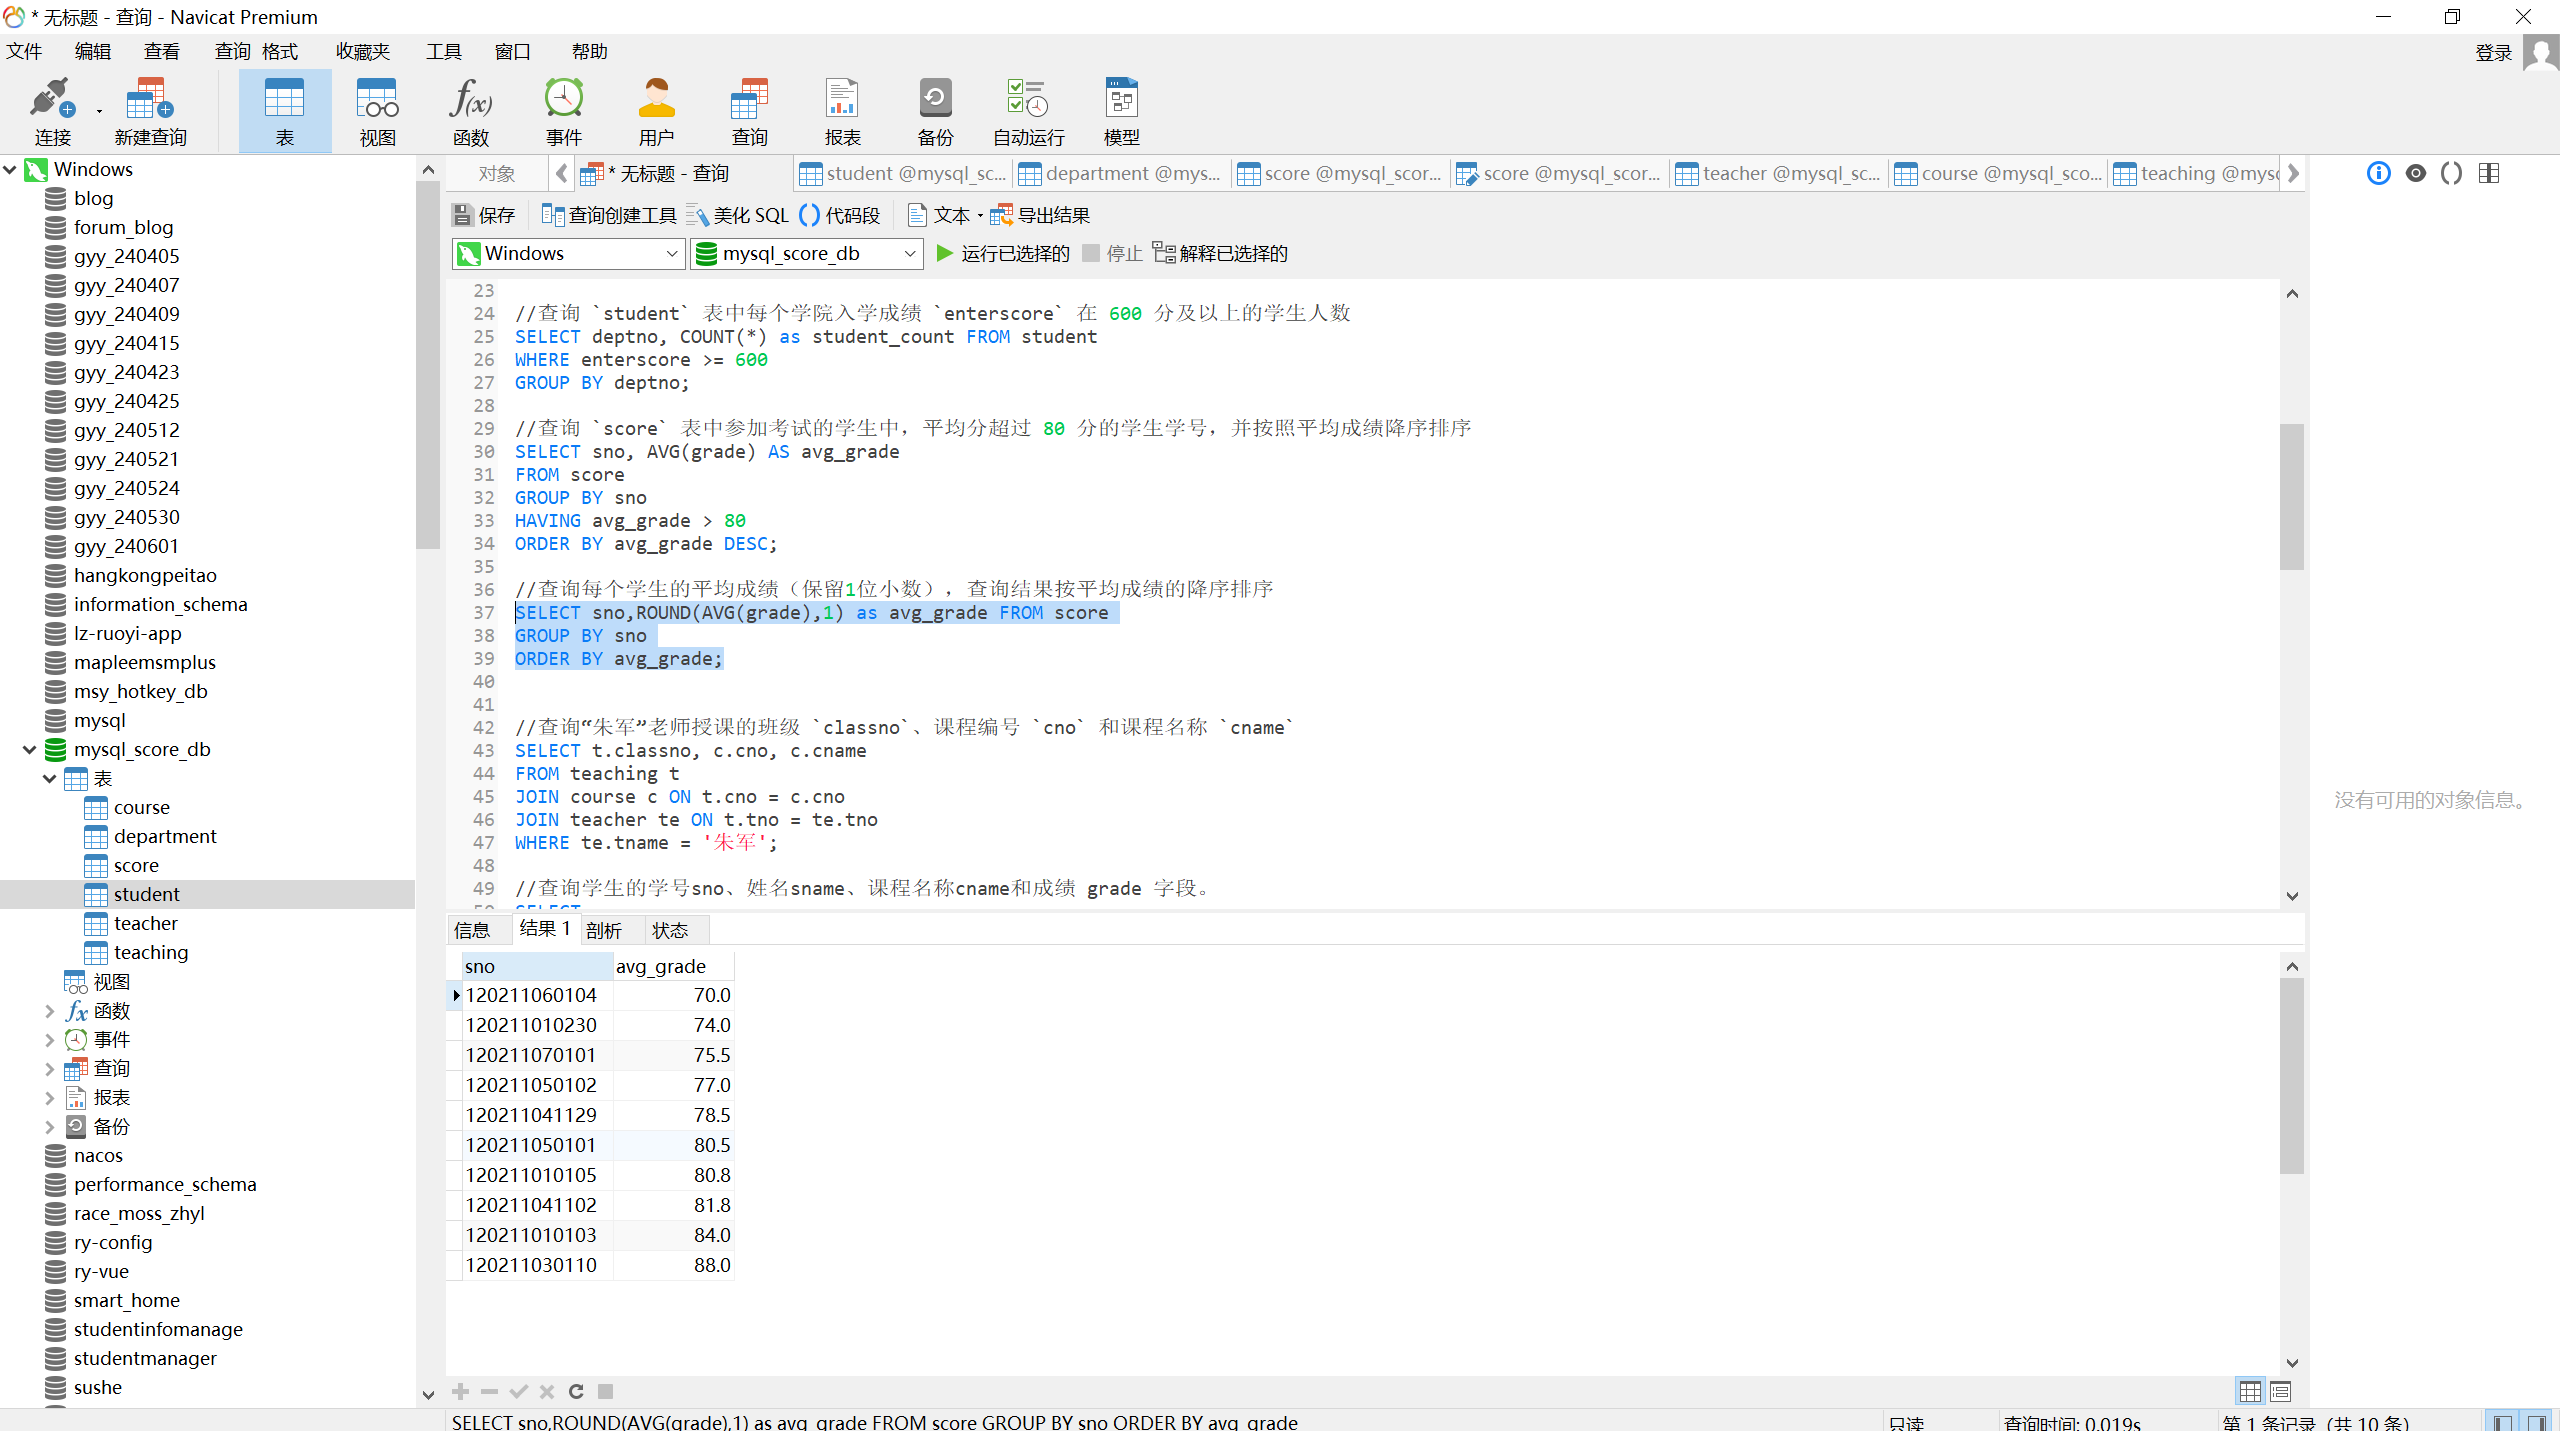 * 无标题 - 查询 - Navicat Premium
文件 编辑 查看 查询 格式 收藏夹 工具 窗口 帮助 登录
连接 新建查询 表 视图 函数 事件 用户 查询 报表 备份 自动运行 模型
Windows
blog
forum_blog
gyy_240405
gyy_240407
gyy_240409
gyy_240415
gyy_240423
gyy_240425
gyy_240512
gyy_240521
gyy_240524
gyy_240530
gyy_240601
hangkongpeitao
information_schema
lz-ruoyi-app
mapleemsmplus
msy_hotkey_db
mysql
mysql_score_db
表
course
department
score
student
teacher
teaching
视图
函数
事件
查询
报表
备份
nacos
performance_schema
race_moss_zhyl
ry-config
ry-vue
smart_home
studentinfomanage
studentmanager
sushe
对象 * 无标题 - 查询 student @mysql_sc... department @mys... score @mysql_scor... score @mysql_scor... teacher @mysql_sc... course @mysql_sco... teaching @mys
保存 查询创建工具 美化 SQL 代码段 文本 导出结果
Windows mysql_score_db 运行已选择的 停止 解释已选择的
23
24 //查询 `student` 表中每个学院入学成绩 `enterscore` 在 600 分及以上的学生人数
25 SELECT deptno, COUNT(*) as student_count FROM student
26 WHERE enterscore >= 600
27 GROUP BY deptno;
28
29 //查询 `score` 表中参加考试的学生中，平均分超过 80 分的学生学号，并按照平均成绩降序排序
30 SELECT sno, AVG(grade) AS avg_grade
31 FROM score
32 GROUP BY sno
33 HAVING avg_grade > 80
34 ORDER BY avg_grade DESC;
35
36 //查询每个学生的平均成绩（保留1位小数），查询结果按平均成绩的降序排序
37 SELECT sno,ROUND(AVG(grade),1) as avg_grade FROM score
38 GROUP BY sno
39 ORDER BY avg_grade;
40
41
42 //查询“朱军”老师授课的班级 `classno`、课程编号 `cno` 和课程名称 `cname`
43 SELECT t.classno, c.cno, c.cname
44 FROM teaching t
45 JOIN course c ON t.cno = c.cno
46 JOIN teacher te ON t.tno = te.tno
47 WHERE te.tname = '朱军';
48
49 //查询学生的学号sno、姓名sname、课程名称cname和成绩 grade 字段。
50 SELECT
信息 结果 1 剖析 状态
sno avg_grade
120211060104 70.0
120211010230 74.0
120211070101 75.5
120211050102 77.0
120211041129 78.5
120211050101 80.5
120211010105 80.8
120211041102 81.8
120211010103 84.0
120211030110 88.0
没有可用的对象信息。
SELECT sno,ROUND(AVG(grade),1) as avg_grade FROM score GROUP BY sno ORDER BY avg_grade 只读 查询时间: 0.019s 第 1 条记录（共 10 条）